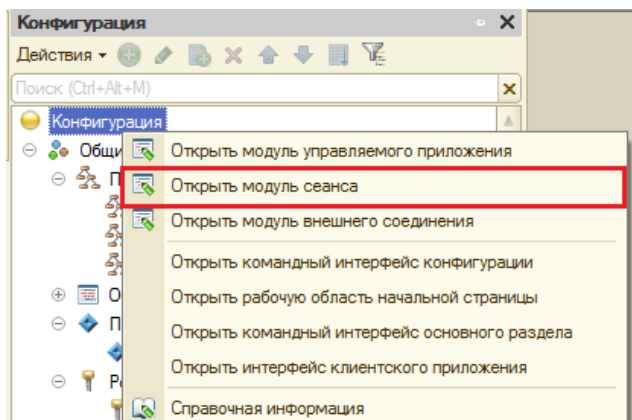 Конфигурация
Действия
Поиск (Ctrl+Alt+M)
Конфигурация
Общи
Открыть модуль управляемого приложения
П
Открыть модуль сеанса
Открыть модуль внешнего соединения
Открыть командный интерфейс конфигурации
О
Открыть рабочую область начальной страницы
П
Открыть командный интерфейс основного раздела
Открыть интерфейс клиентского приложения
Р
Справочная информация